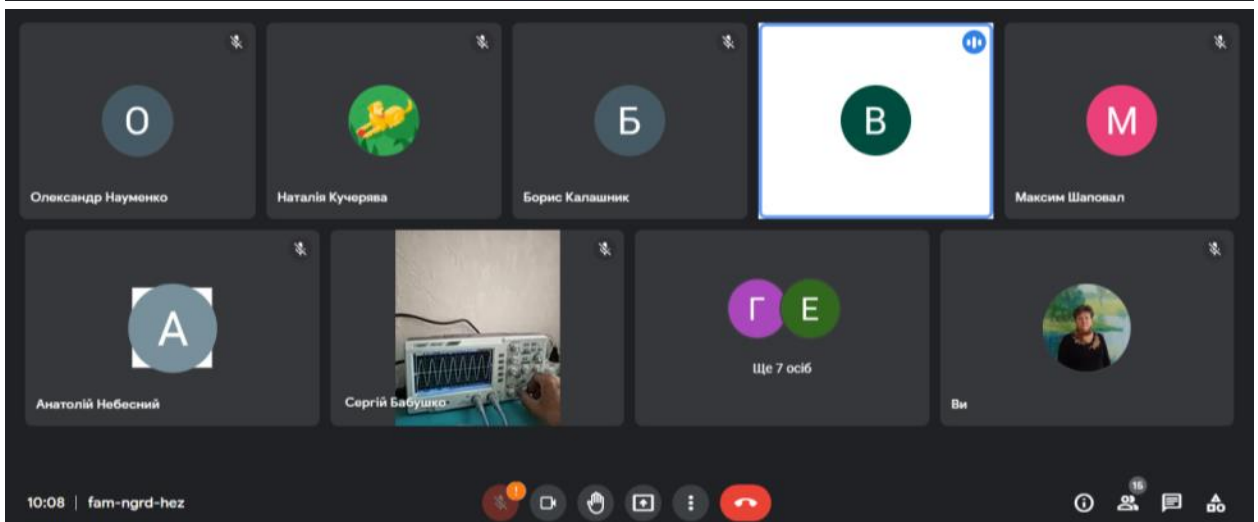 О
Олександр Науменко
Наталія Кучерява
Б
Борис Калашник
В
М
Максим Шаповал
А
Анатолій Небесний
Сергій Бабушко
Г Е
Ще 7 осіб
Ви
10:08 | fam-ngrd-hez
!
15